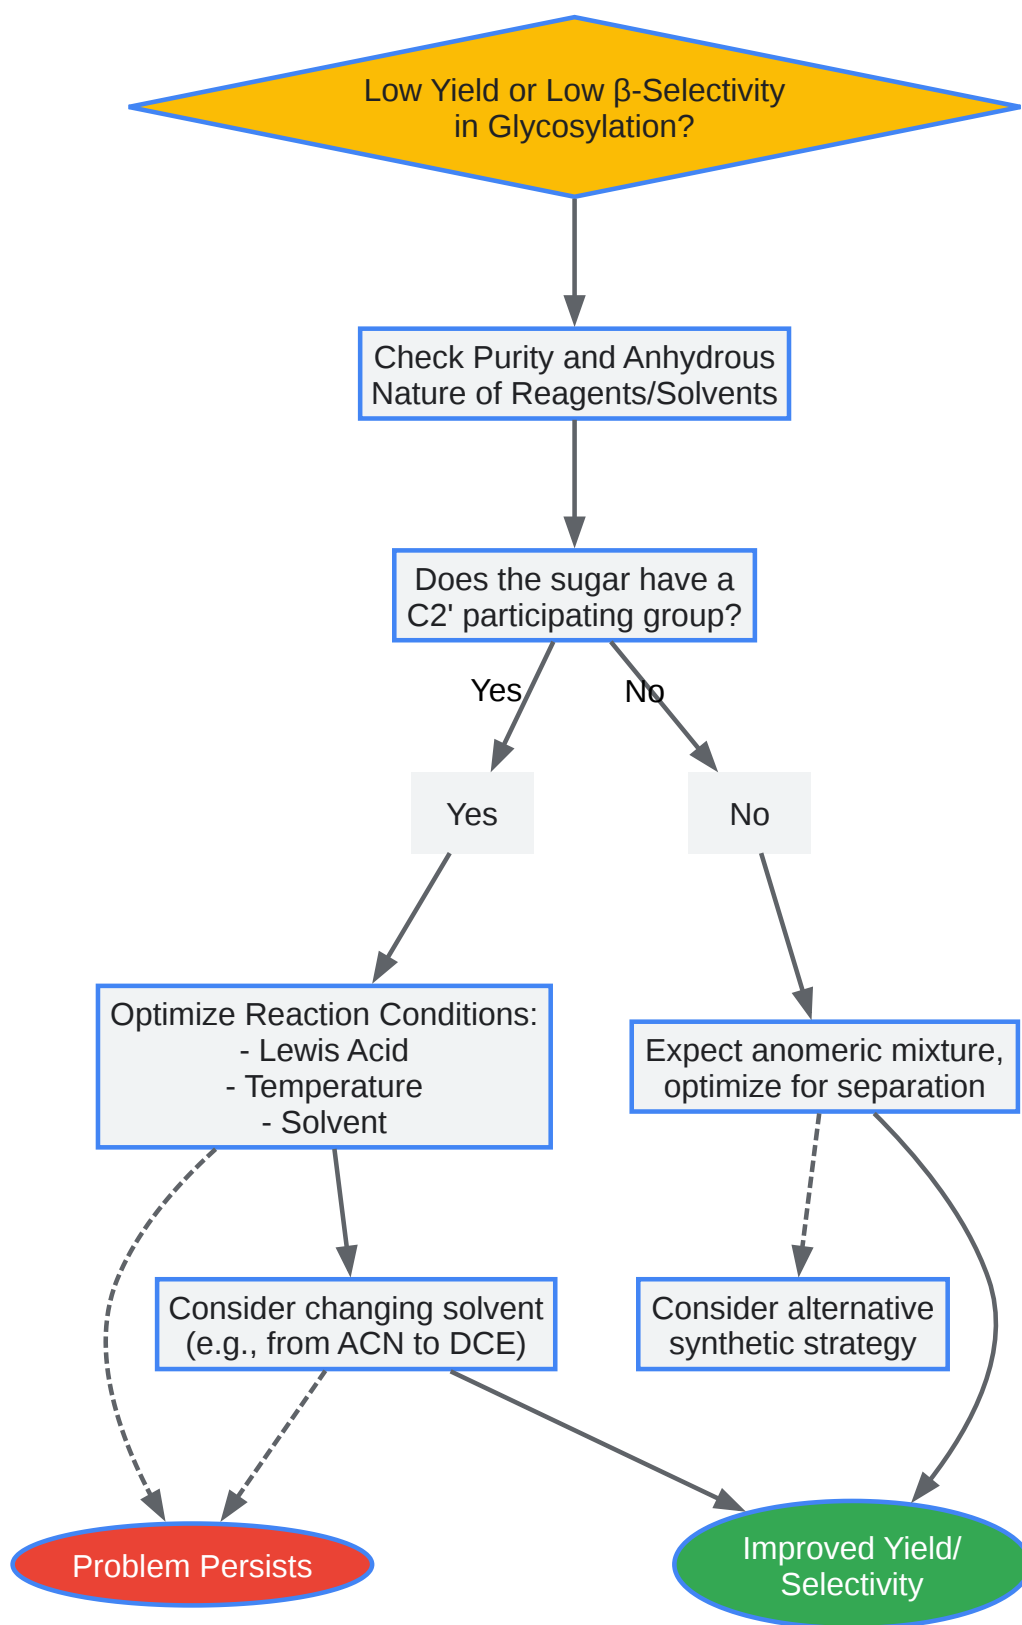 Low Yield or Low β-Selectivity
in Glycosylation?
Check Purity and Anhydrous
Nature of Reagents/Solvents
Does the sugar have a
C2' participating group?
Yes
No
Yes
No
Optimize Reaction Conditions:
- Lewis Acid
- Temperature
- Solvent
Expect anomeric mixture,
optimize for separation
Consider changing solvent
(e.g., from ACN to DCE)
Consider alternative
synthetic strategy
Problem Persists
Improved Yield/
Selectivity